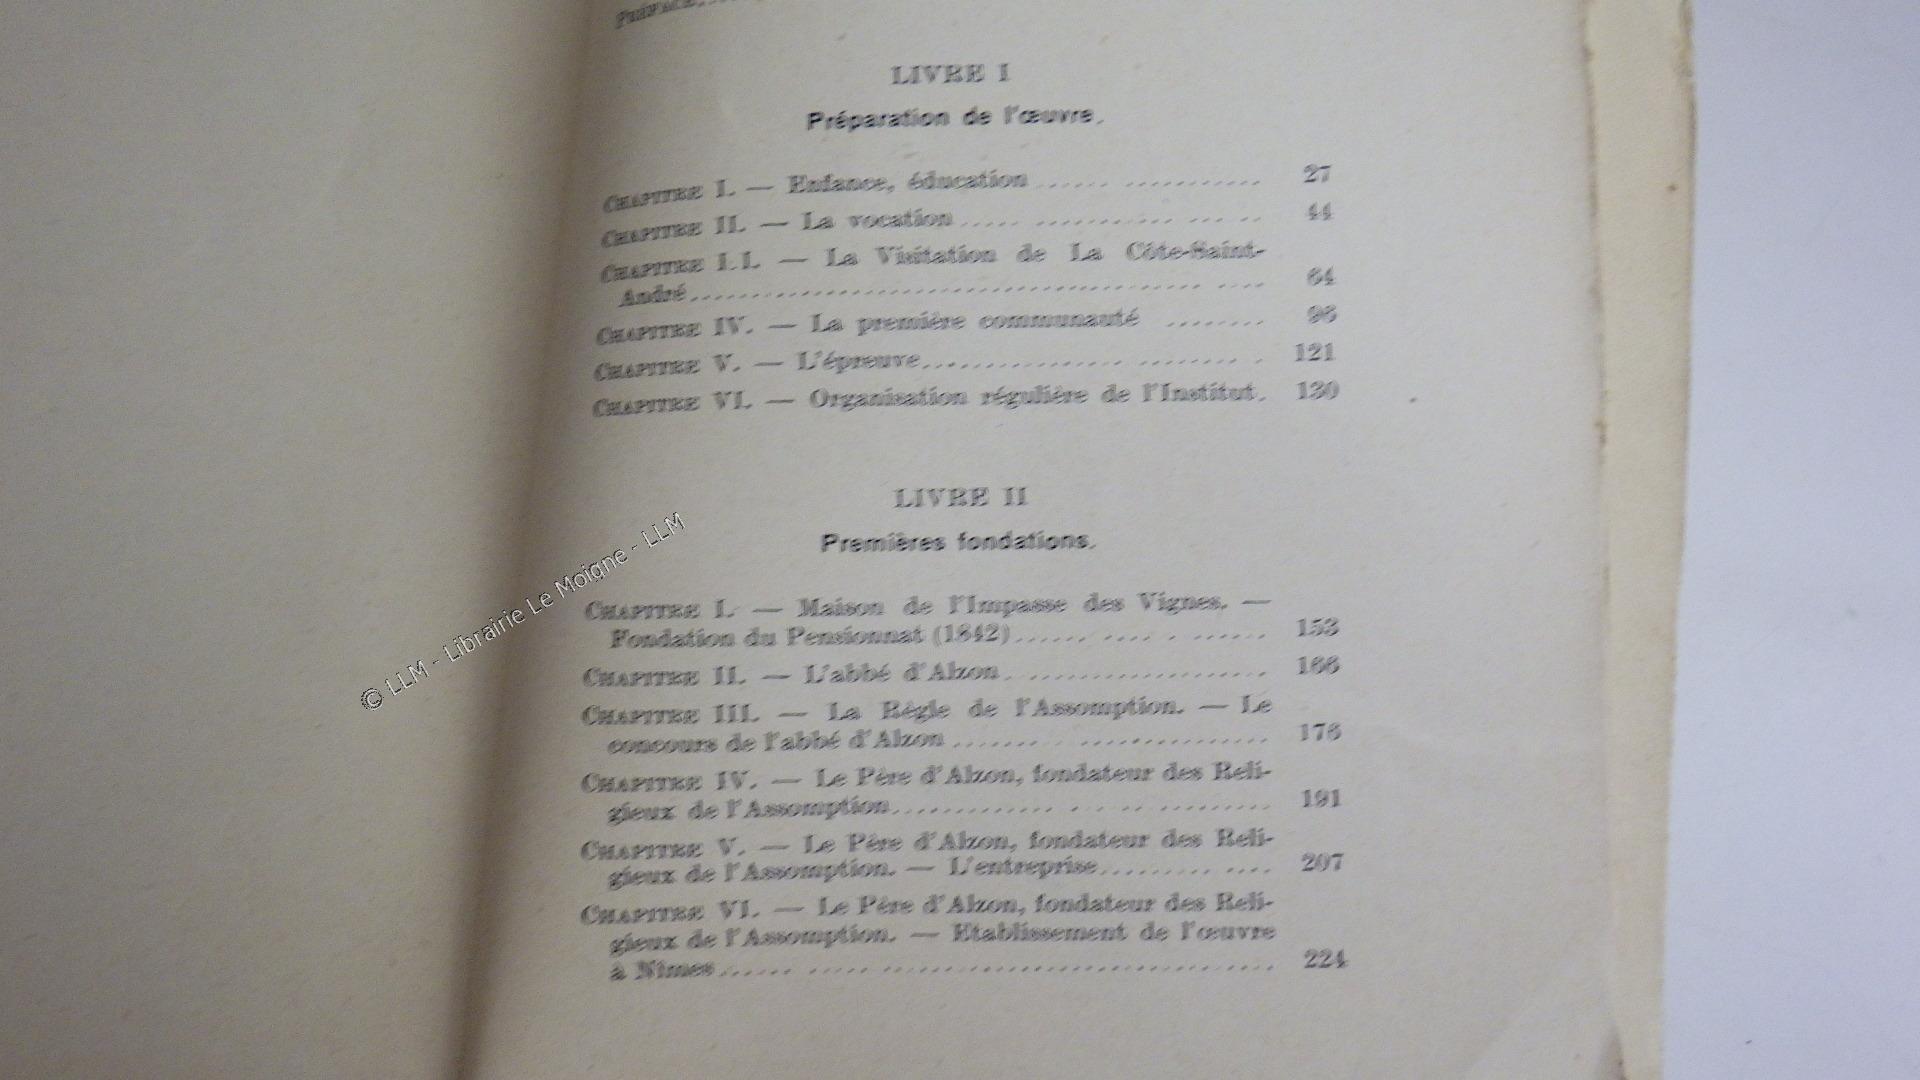 PRÉFACE
LIVRE I
Préparation de l'œuvre.
CHAPITRE I. — Enfance, éducation ..... ........... 27
CHAPITRE II. — La vocation ..... ........... ... .. 44
CHAPITRE I I. — La Visitation de La Côte-Saint-
André ........................................ .... 64
CHAPITRE IV. — La première communauté ........
CHAPITRE V. — L'épreuve ................ ........ . 121
CHAPITRE VI. — Organisation régulière de l'Institut. 130
LIVRE II
Premières fondations.
CHAPITRE I. — Maison de l'Impasse des Vignes. —
Fondation du Pensionnat (1842) ...... .... . ...... 153
CHAPITRE II. — L'abbé d'Alzon ..................... 166
CHAPITRE III. — La Règle de l'Assomption. — Le
concours de l'abbé d'Alzon ....... . ...............
CHAPITRE IV. — Le Père d'Alzon, fondateur des Reli-
gieux de l'Assomption ............. . . .. ......... 191
CHAPITRE V. — Le Père d'Alzon, fondateur des Reli-
gieux de l'Assomption. — L'entreprise ......... .... 207
CHAPITRE VI. — Le Père d'Alzon, fondateur des Reli-
gieux de l'Assomption. — Etablissement de l'œuvre
à Nîmes ...... ..... ................................ 224
© LLM - Librairie Le Moigne - LLM